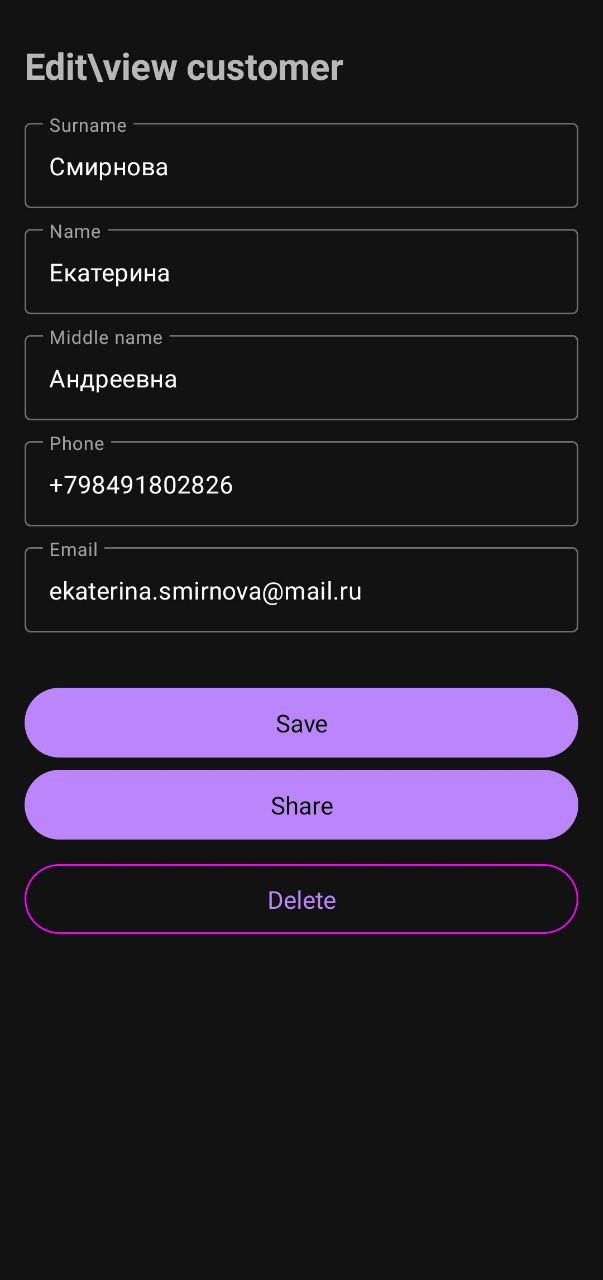 Edit\view customer
Surname
Смирнова
Name
Екатерина
Middle name
Андреевна
Phone
+798491802826
Email
ekaterina.smirnova@mail.ru
Save
Share
Delete